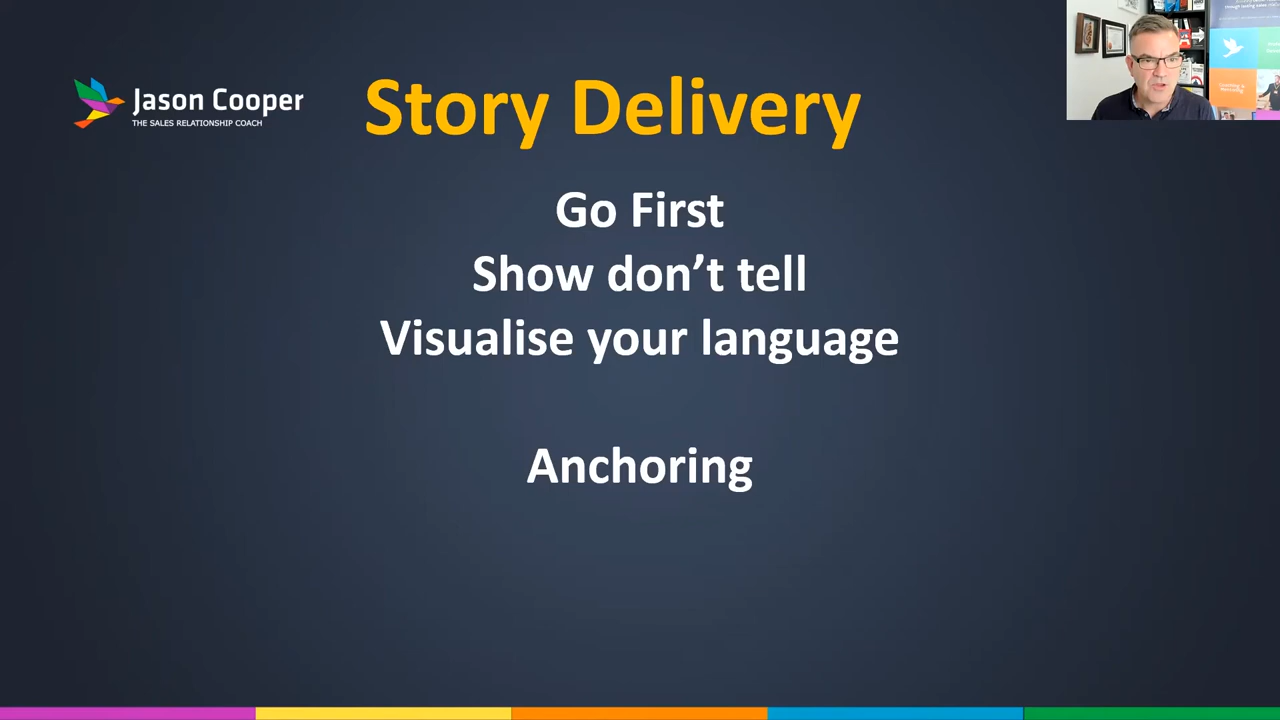 Jason Cooper
THE SALES RELATIONSHIP COACH
Story Delivery
Go First
Show don’t tell
Visualise your language
Anchoring